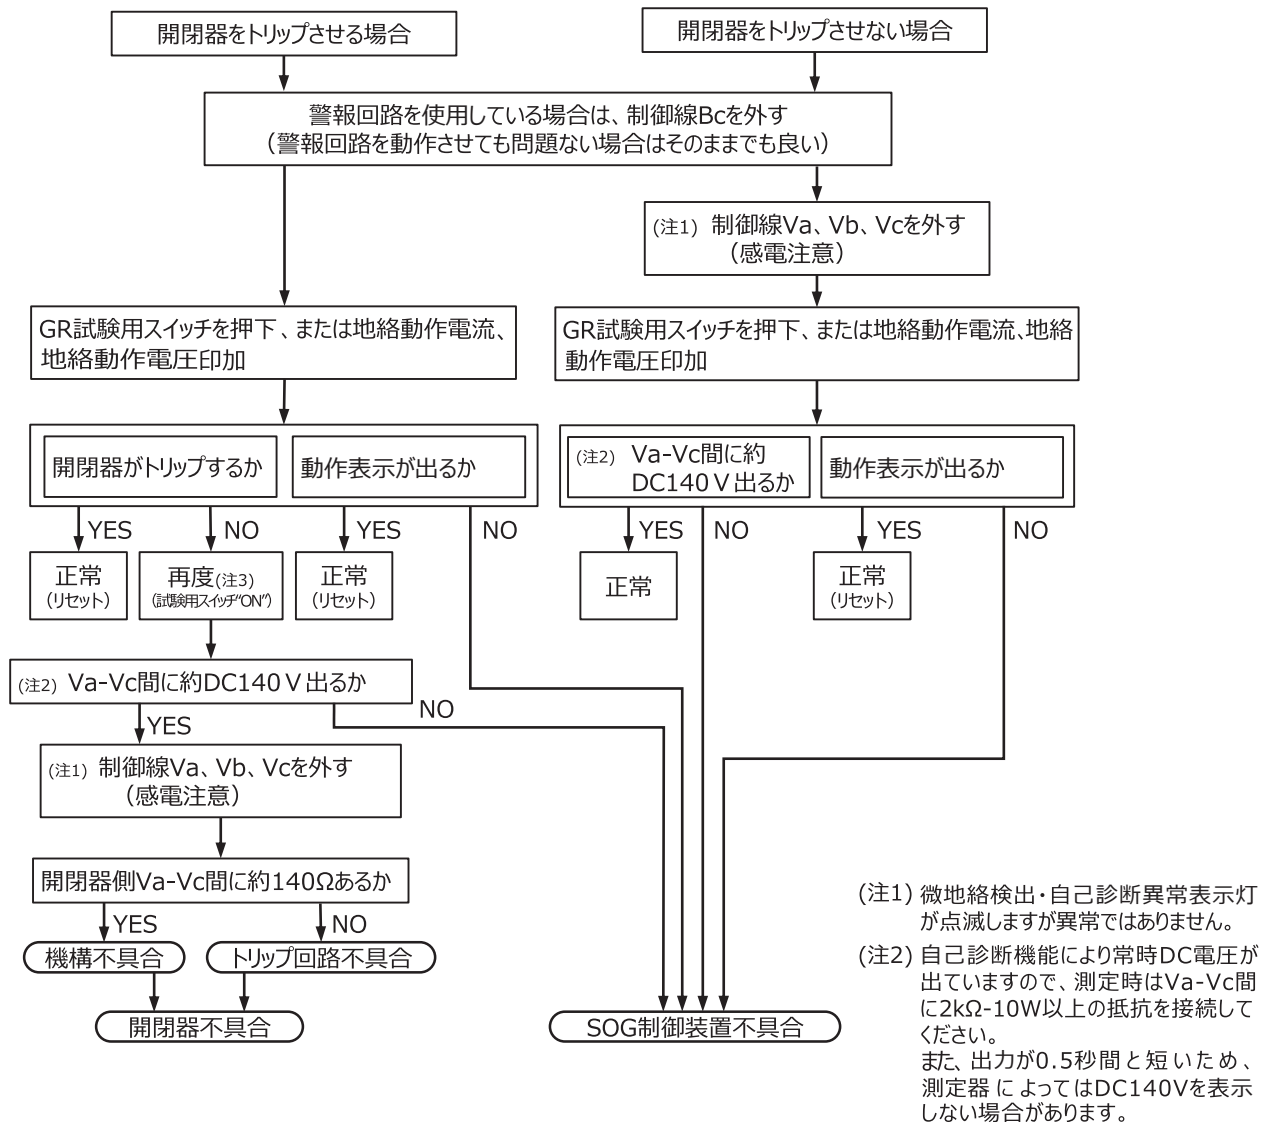 開閉器をトリップさせる場合
開閉器をトリップさせない場合
警報回路を使用している場合は、制御線Bcを外す
（警報回路を動作させても問題ない場合はそのままでも良い）
(注1) 制御線Va、Vb、Vcを外す
（感電注意）
GR試験用スイッチを押下、または地絡動作電流、
地絡動作電圧印加
GR試験用スイッチを押下、または地絡動作電流、地絡
動作電圧印加
開閉器がトリップするか
動作表示が出るか
(注2) Va-Vc間に約
DC140V出るか
動作表示が出るか
YES
NO
YES
NO
YES
NO
YES
NO
正常
（リセット）
再度(注3)
（試験用スイッチ"ON"）
正常
（リセット）
正常
正常
（リセット）
(注2) Va-Vc間に約DC140V出るか
YES
NO
(注1) 制御線Va、Vb、Vcを外す
（感電注意）
開閉器側Va-Vc間に約140Ωあるか
YES
NO
機構不具合
トリップ回路不具合
開閉器不具合
SOG制御装置不具合
(注1) 微地絡検出・自己診断異常表示灯
が点滅しますが異常ではありません。
(注2) 自己診断機能により常時DC電圧が
出ていますので、測定時はVa-Vc間
に2kΩ-10W以上の抵抗を接続して
ください。
また、出力が0.5秒間と短いため、
測定器によってはDC140Vを表示
しない場合があります。